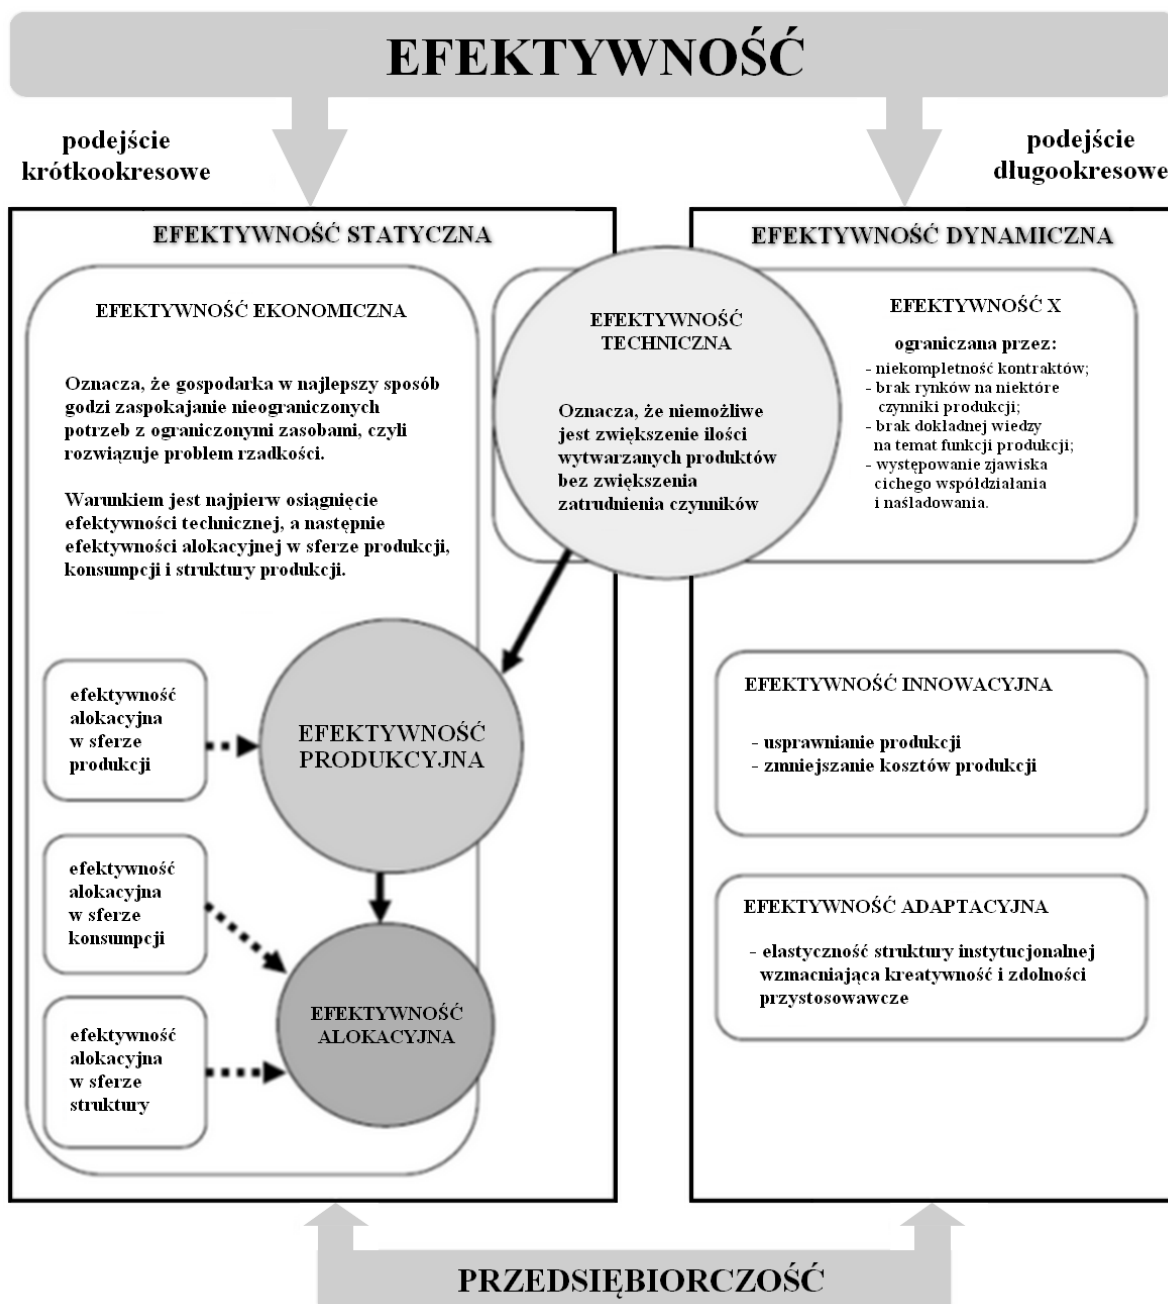 EFEKTYWNOŚĆ
podejście
krótkookresowe
podejście
długookresowe
EFEKTYWNOŚĆ STATYCZNA
EFEKTYWNOŚĆ EKONOMICZNA
Oznacza, że gospodarka w najlepszy sposób
godzi zaspokajanie nieograniczonych
potrzeb z ograniczonymi zasobami, czyli
rozwiązuje problem rzadkości.
Warunkiem jest najpierw osiągnięcie
efektywności technicznej, a następnie
efektywności alokacyjnej w sferze produkcji,
konsumpcji i struktury produkcji.
efektywność
alokacyjna
w sferze
produkcji
EFEKTYWNOŚĆ
PRODUKCYJNA
efektywność
alokacyjna
w sferze
konsumpcji
efektywność
alokacyjna
w sferze
struktury
EFEKTYWNOŚĆ
ALOKACYJNA
EFEKTYWNOŚĆ
TECHNICZNA
Oznacza, że niemożliwe
jest zwiększenie ilości
wytwarzanych produktów
bez zwiększenia
zatrudnienia czynników
EFEKTYWNOŚĆ DYNAMICZNA
EFEKTYWNOŚĆ X
ograniczana przez:
- niekompletność kontraktów;
- brak rynków na niektóre
czynniki produkcji;
- brak dokładnej wiedzy
na temat funkcji produkcji;
- występowanie zjawiska
cichego współdziałania
i naśladowania.
EFEKTYWNOŚĆ INNOWACYJNA
- usprawnianie produkcji
- zmniejszanie kosztów produkcji
EFEKTYWNOŚĆ ADAPTACYJNA
- elastyczność struktury instytucjonalnej
wzmacniająca kreatywność i zdolności
przystosowawcze
PRZEDSIĘBIORCZOŚĆ